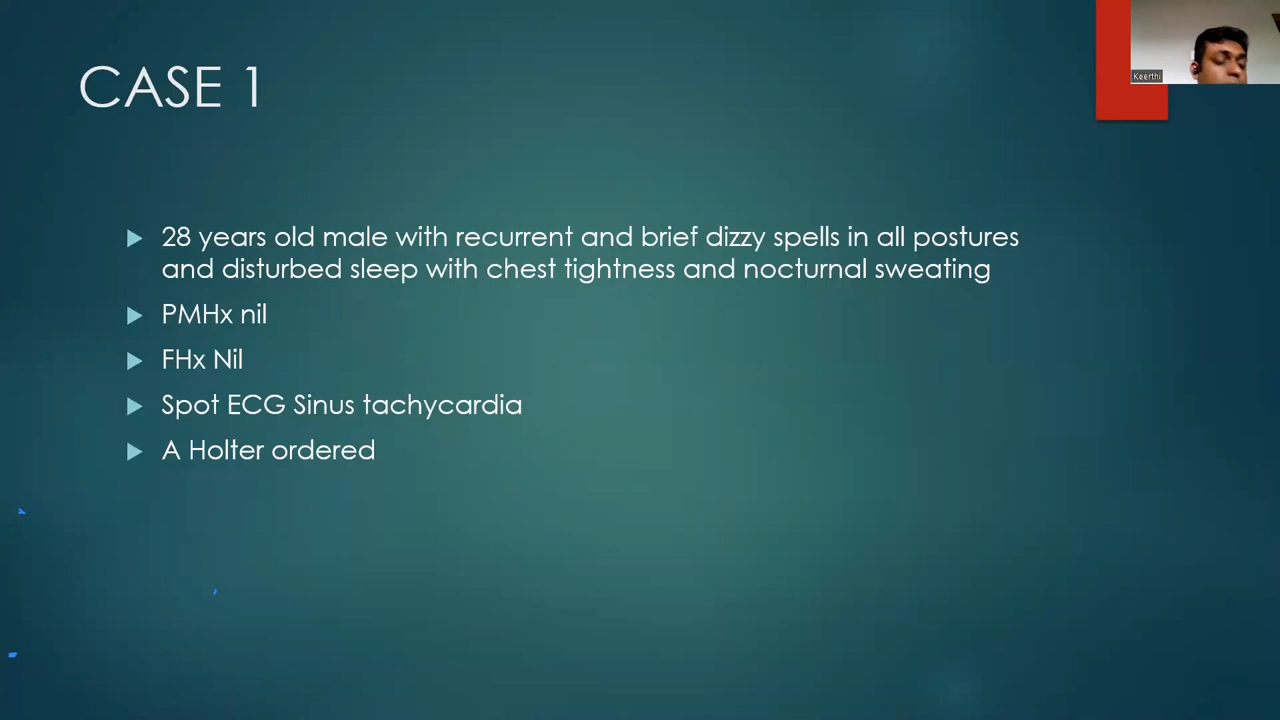 CASE 1
Keerthi
28 years old male with recurrent and brief dizzy spells in all postures
and disturbed sleep with chest tightness and nocturnal sweating
PMHx nil
FHx Nil
Spot ECG Sinus tachycardia
A Holter ordered